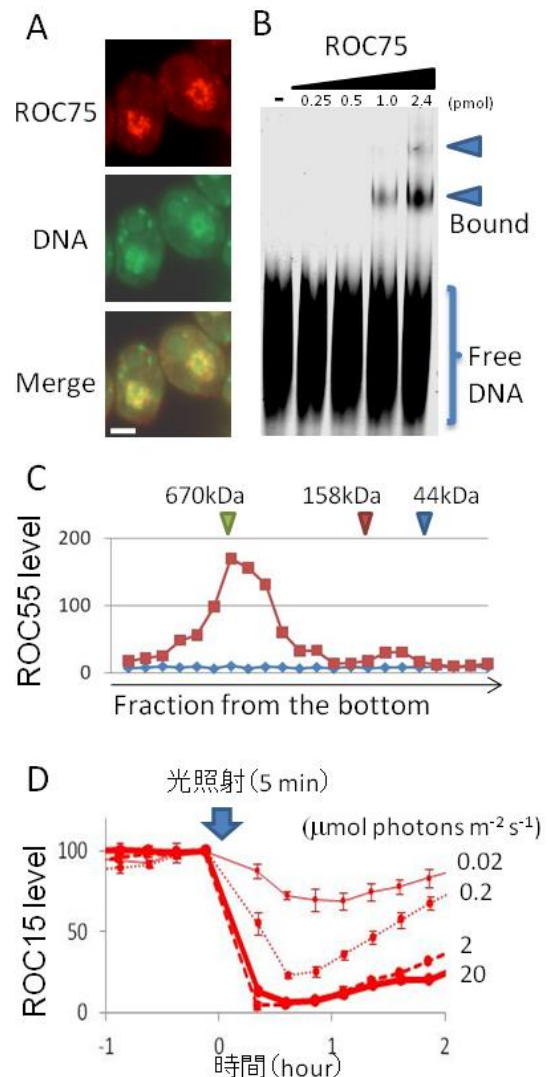 A
ROC75
DNA
Merge
B
ROC75
- 0.25 0.5 1.0 2.4 (pmol)
Bound
Free
DNA
C
670kDa 158kDa 44kDa
ROC55 level
200
100
0
Fraction from the bottom
D
光照射(5 min)
(μmol photons m-2 s-1)
ROC15 level
100
50
0
0.02
0.2
2
20
-1 0 1 2
時間(hour)